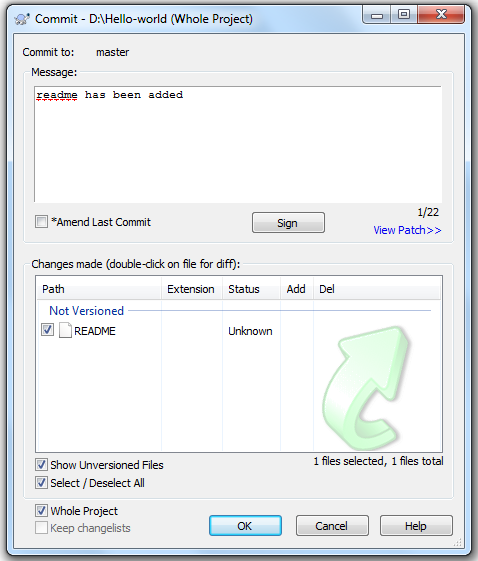 Commit - D:\Hello-world (Whole Project)
Commit to: master
Message:
readme has been added
1/22
*Amend Last Commit Sign
View Patch>>
Changes made (double-click on file for diff):
Path Extension Status Add Del
Not Versioned
README Unknown
1 files selected, 1 files total
Show Unversioned Files
Select / Deselect All
Whole Project
Keep changelists
OK Cancel Help